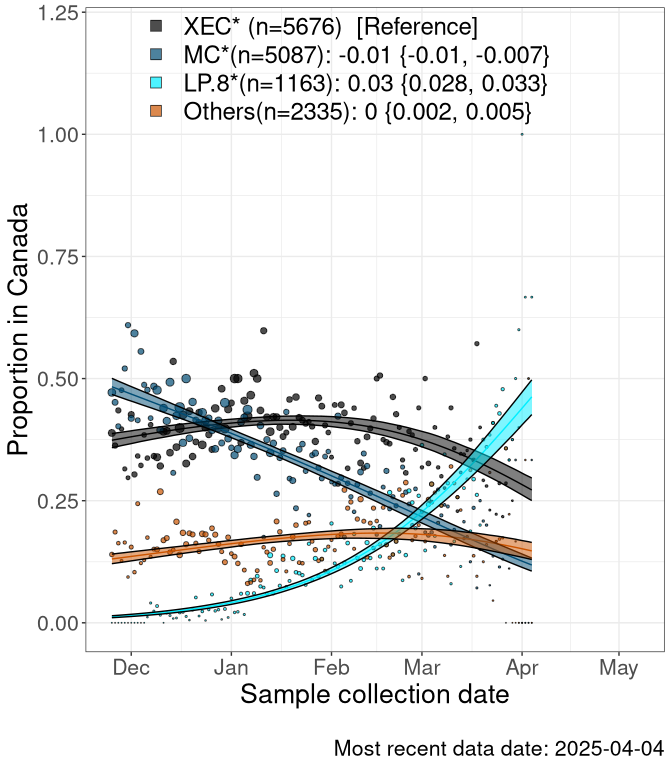 XEC* (n=5676)  [Reference]
MC*(n=5087): -0.01 {-0.01, -0.007}
LP.8*(n=1163): 0.03 {0.028, 0.033}
Others(n=2335): 0 {0.002, 0.005}
Proportion in Canada
1.25
1.00
0.75
0.50
0.25
0.00
Dec Jan Feb Mar Apr May
Sample collection date
Most recent data date: 2025-04-04